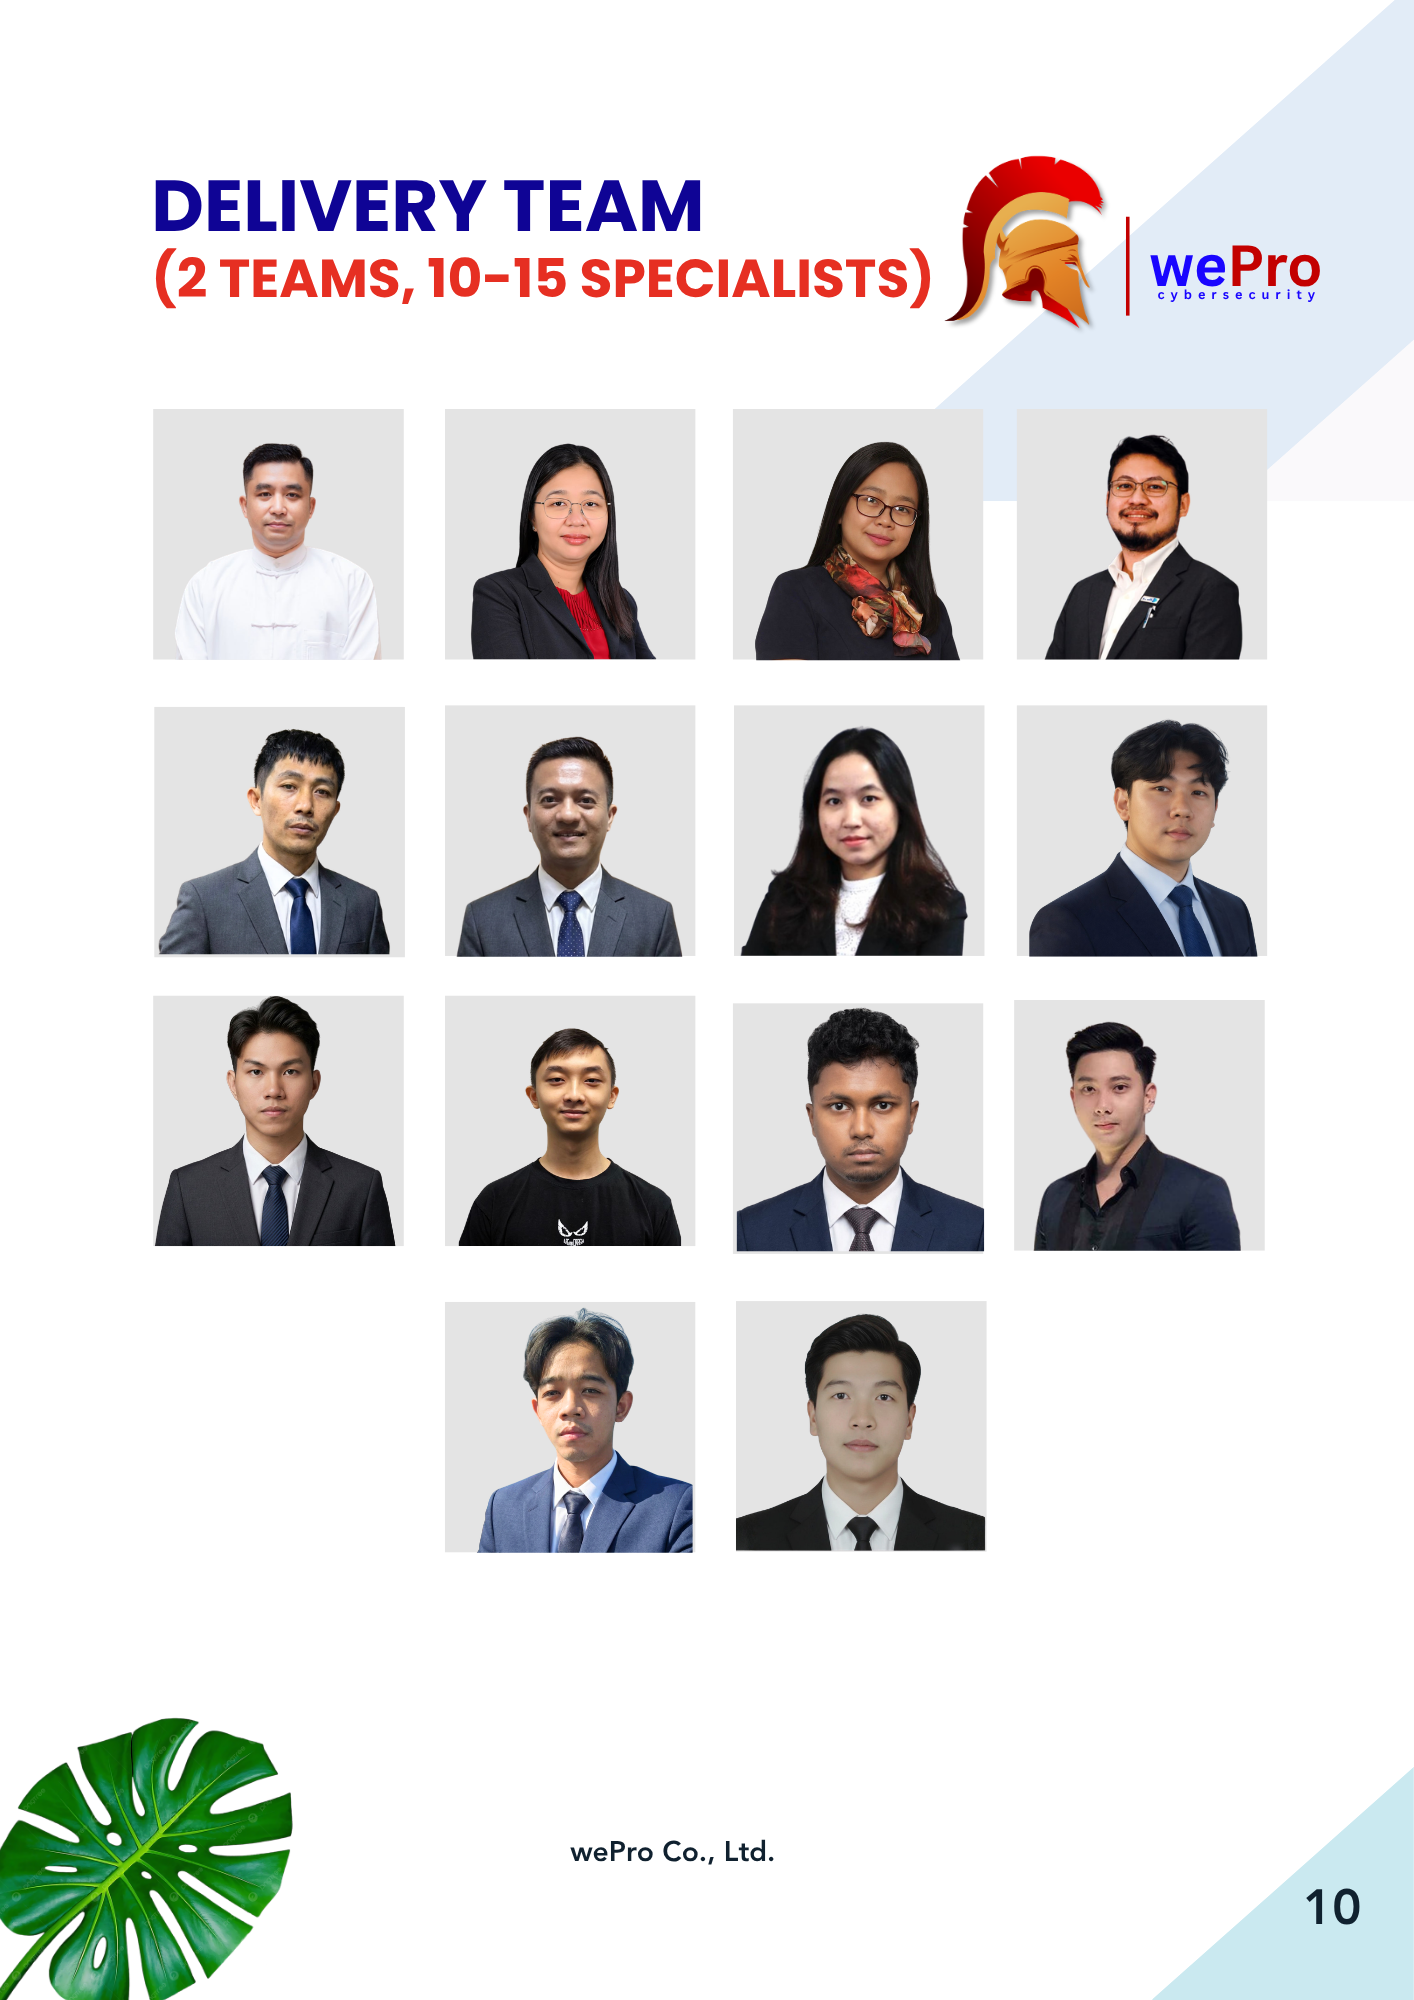 DELIVERY TEAM
(2 TEAMS, 10-15 SPECIALISTS)
wePro
cybersecurity
wePro Co., Ltd.
10